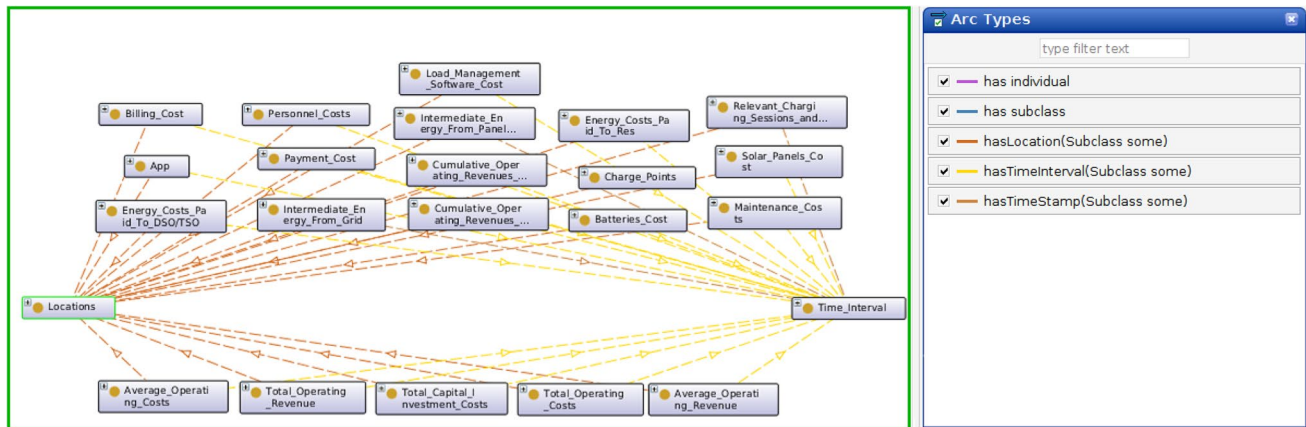 Load_Management
_Software_Cost
Billing_Cost
Personnel_Costs
Intermediate_En
ergy_From_Panel...
Energy_Costs_Pa
id_To_Res
Relevant_Chargi
ng_Sessions_and...
App
Payment_Cost
Cumulative_Oper
ating_Revenues_...
Charge_Points
Solar_Panels_Co
st
Energy_Costs_Pa
id_To_DSO/TSO
Intermediate_En
ergy_From_Grid
Cumulative_Oper
ating_Revenues_...
Batteries_Cost
Maintenance_Cos
ts
Locations
Time_Interval
Average_Operati
ng_Costs
Total_Operating
_Revenue
Total_Capital_I
nvestment_Costs
Total_Operating
_Costs
Average_Operati
ng_Revenue
Arc Types
type filter text
has individual
has subclass
hasLocation(Subclass some)
hasTimeInterval(Subclass some)
hasTimeStamp(Subclass some)